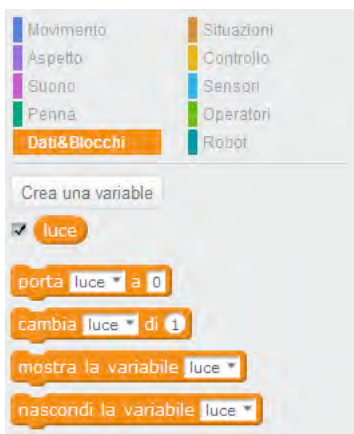 Movimento Situazioni
Aspetto Controllo
Suono Sensori
Penna Operatori
Dati&Blocchi Robot
Crea una variable
luce
porta luce a 0
cambia luce di 1
mostra la variabile luce
nascondi la variabile luce